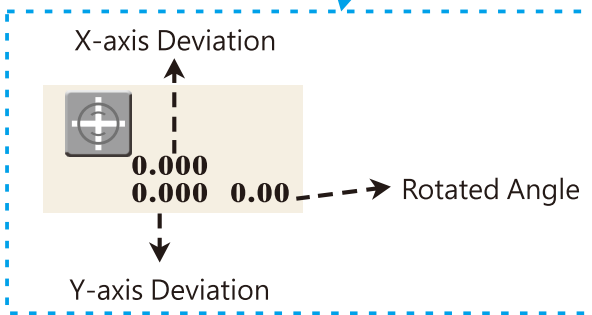 X-axis Deviation
0.000
0.000 0.00
Rotated Angle
Y-axis Deviation